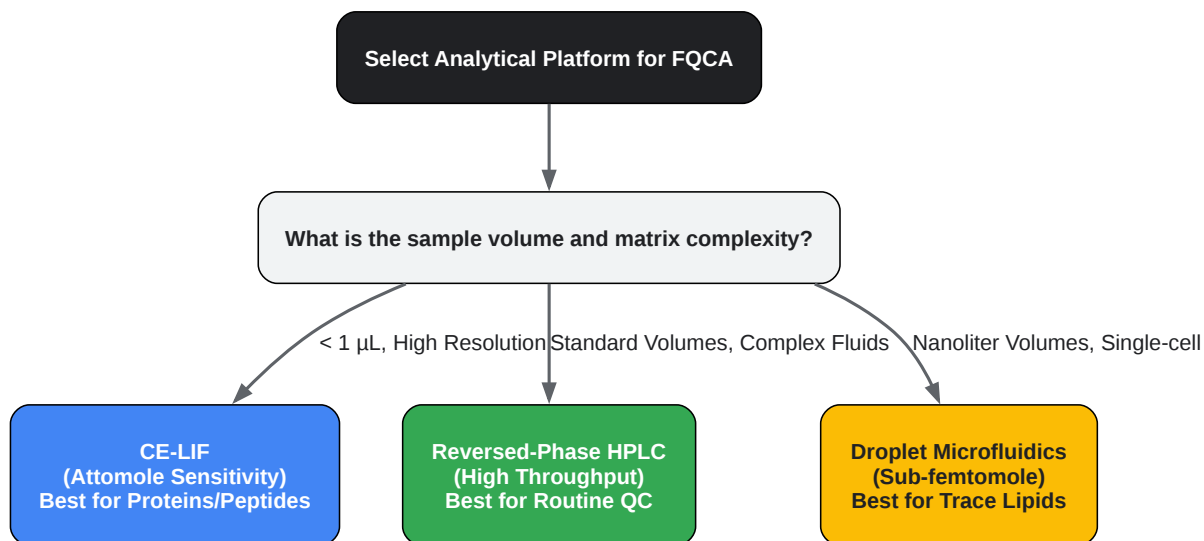 Select Analytical Platform for FQCA
What is the sample volume and matrix complexity?
< 1 µL, High Resolution
Standard Volumes, Complex Fluids
Nanoliter Volumes, Single-cell
CE-LIF
(Attomole Sensitivity)
Best for Proteins/Peptides
Reversed-Phase HPLC
(High Throughput)
Best for Routine QC
Droplet Microfluidics
(Sub-femtomole)
Best for Trace Lipids